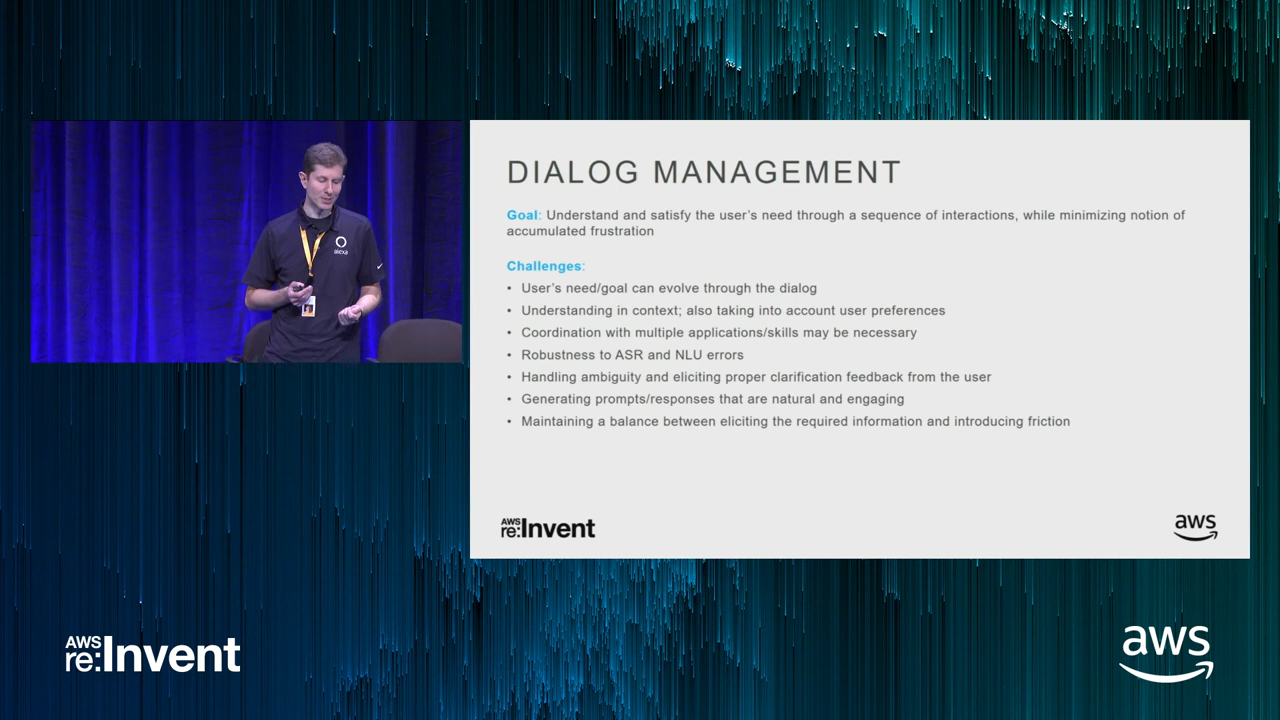 alexa
DIALOG MANAGEMENT
Goal: Understand and satisfy the user's need through a sequence of interactions, while minimizing notion of
accumulated frustration
Challenges:
• User's need/goal can evolve through the dialog
• Understanding in context; also taking into account user preferences
• Coordination with multiple applications/skills may be necessary
• Robustness to ASR and NLU errors
• Handling ambiguity and eliciting proper clarification feedback from the user
• Generating prompts/responses that are natural and engaging
• Maintaining a balance between eliciting the required information and introducing friction
AWS
re:Invent
aws
AWS
re:Invent
aws